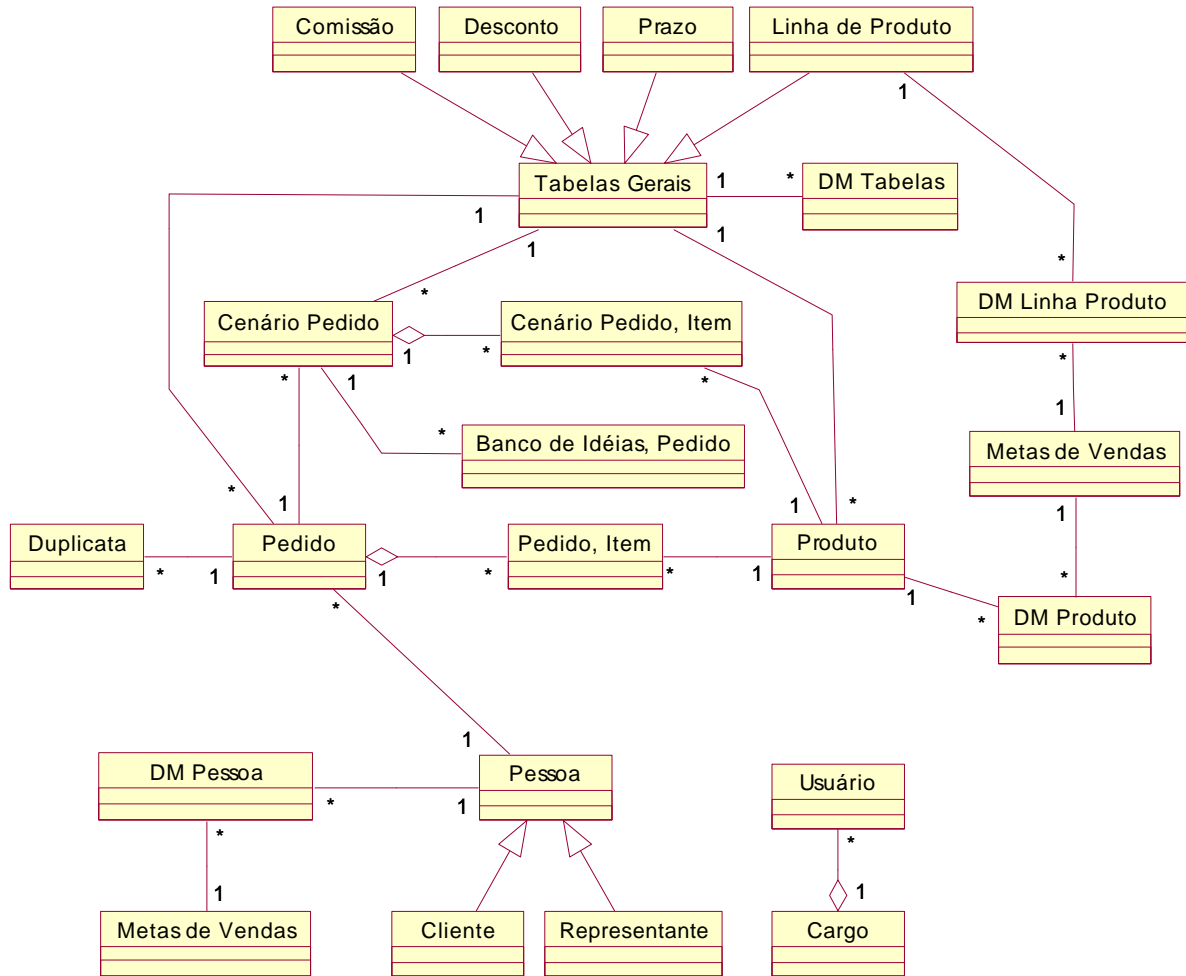 Comissão
Desconto
Prazo
Linha de Produto
1
Tabelas Gerais
1
*
DM Tabelas
1
1
1
*
*
DM Linha Produto
Cenário Pedido
1
*
Cenário Pedido, Item
*
1
*
*
1
*
Banco de Idéias, Pedido
Metas de Vendas
*
1
1
*
1
Duplicata
*
1
Pedido
1
*
Pedido, Item
*
1
Produto
1
*
*
DM Produto
*
1
DM Pessoa
*
1
Pessoa
Usuário
*
*
1
1
Metas de Vendas
Cliente
Representante
Cargo